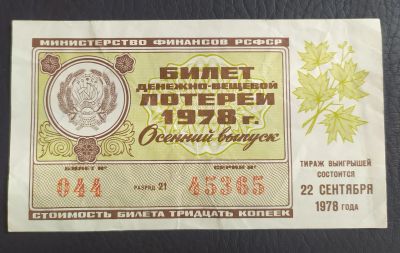 МИНИСТЕРСТВО ФИНАНСОВ РСФСР
БИЛЕТ
ДЕНЕЖНО-ВЕЩЕВОЙ
ЛОТЕРЕИ
1978 г.
Осенний выпуск
БИЛЕТ №
044
РАЗРЯД 21
СЕРИЯ №
45365
ТИРАЖ ВЫИГРЫШЕЙ
СОСТОИТСЯ
22 СЕНТЯБРЯ
1978 ГОДА
СТОИМОСТЬ БИЛЕТА ТРИДЦАТЬ КОПЕЕК